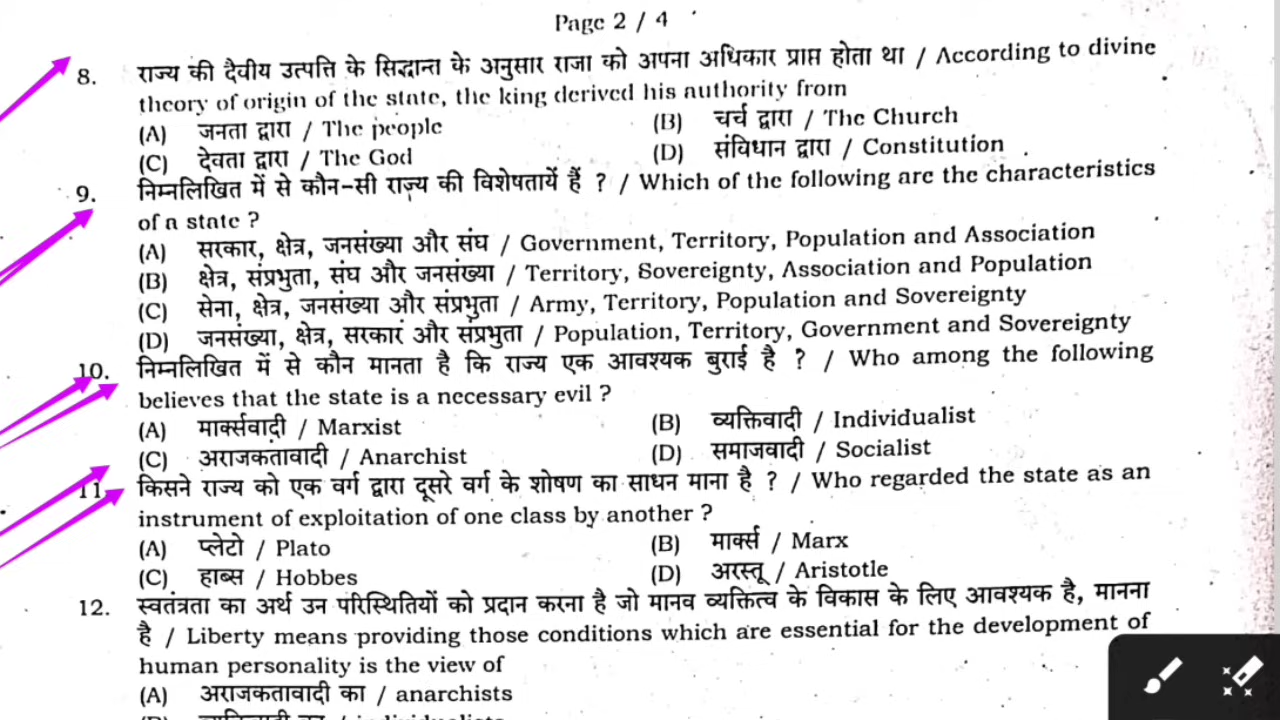 Page 2 / 4
8. राज्य की दैवीय उत्पत्ति के सिद्धान्त के अनुसार राजा को अपना अधिकार प्राप्त होता था / According to divine
theory of origin of the state, the king derived his authority from
(A) जनता द्वारा / The people (B) चर्च द्वारा / The Church
(C) देवता द्वारा / The God (D) संविधान द्वारा / Constitution
9. निम्नलिखित में से कौन-सी राज्य की विशेषतायें हैं ? / Which of the following are the characteristics
of a state ?
(A) सरकार, क्षेत्र, जनसंख्या और संघ / Government, Territory, Population and Association
(B) क्षेत्र, संप्रभुता, संघ और जनसंख्या / Territory, Sovereignty, Association and Population
(C) सेना, क्षेत्र, जनसंख्या और संप्रभुता / Army, Territory, Population and Sovereignty
(D) जनसंख्या, क्षेत्र, सरकार और संप्रभुता / Population, Territory, Government and Sovereignty
10. निम्नलिखित में से कौन मानता है कि राज्य एक आवश्यक बुराई है ? / Who among the following
believes that the state is a necessary evil ?
(A) मार्क्सवादी / Marxist (B) व्यक्तिवादी / Individualist
(C) अराजकतावादी / Anarchist (D) समाजवादी / Socialist
11. किसने राज्य को एक वर्ग द्वारा दूसरे वर्ग के शोषण का साधन माना है ? / Who regarded the state as an
instrument of exploitation of one class by another ?
(A) प्लेटो / Plato (B) मार्क्स / Marx
(C) हाब्स / Hobbes (D) अरस्तू / Aristotle
12. स्वतंत्रता का अर्थ उन परिस्थितियों को प्रदान करना है जो मानव व्यक्तित्व के विकास के लिए आवश्यक है, मानना
है / Liberty means providing those conditions which are essential for the development of
human personality is the view of
(A) अराजकतावादी का / anarchists